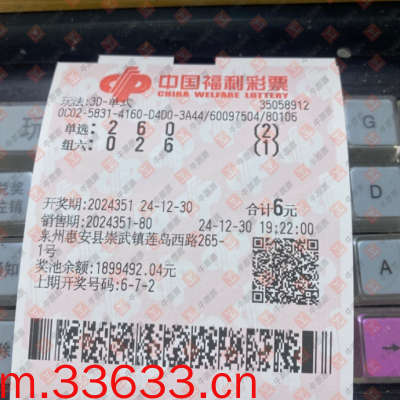 中国福利彩票
CHINA WELFARE LOTTERY
玩法:3D-单式 35058912
0C02-5831-4160-D4D0-3A44/60097504/80106
单选: 2 6 0 (2)
组六: 0 2 6 (1)
开奖期:2024351 24-12-30 合计6元
销售期:2024351-80 24-12-30 19:22:00
泉州惠安县崇武镇莲岛西路265-
1号
奖池余额:1899492.04元
上期开奖号码:6-7-2
G
m.33633.cn